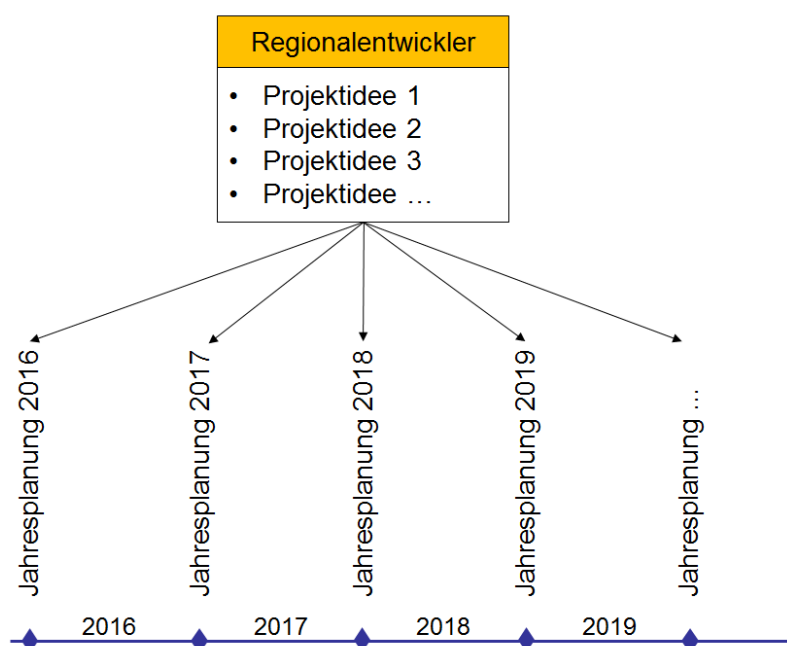 Regionalentwickler
• Projektidee 1
• Projektidee 2
• Projektidee 3
• Projektidee …
Jahresplanung 2016
Jahresplanung 2017
Jahresplanung 2018
Jahresplanung 2019
Jahresplanung …
2016
2017
2018
2019